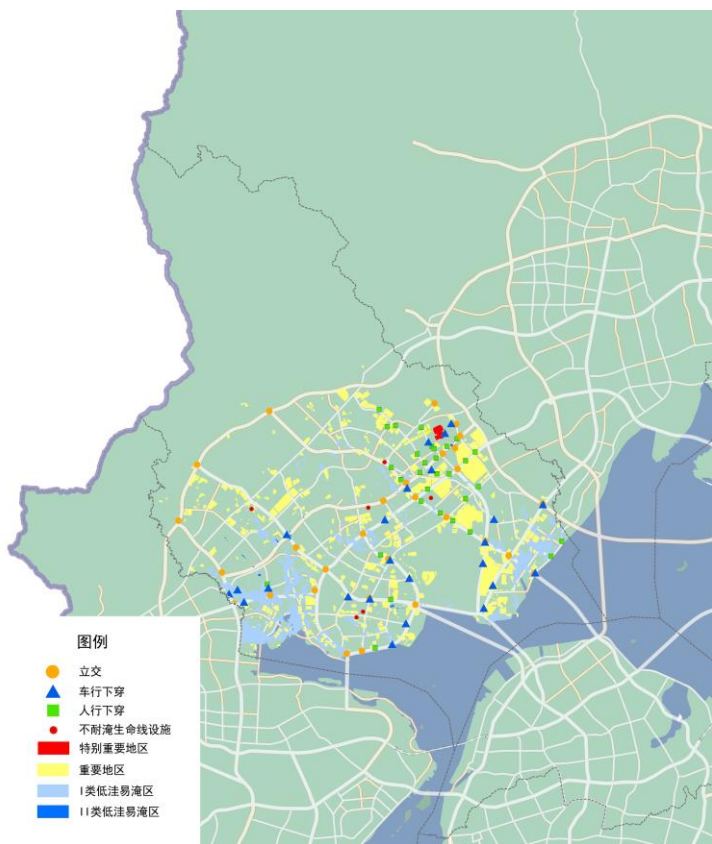 图例
立交
车行下穿
人行下穿
不耐淹生命线设施
特别重要地区
重要地区
I类低洼易淹区
II类低洼易淹区